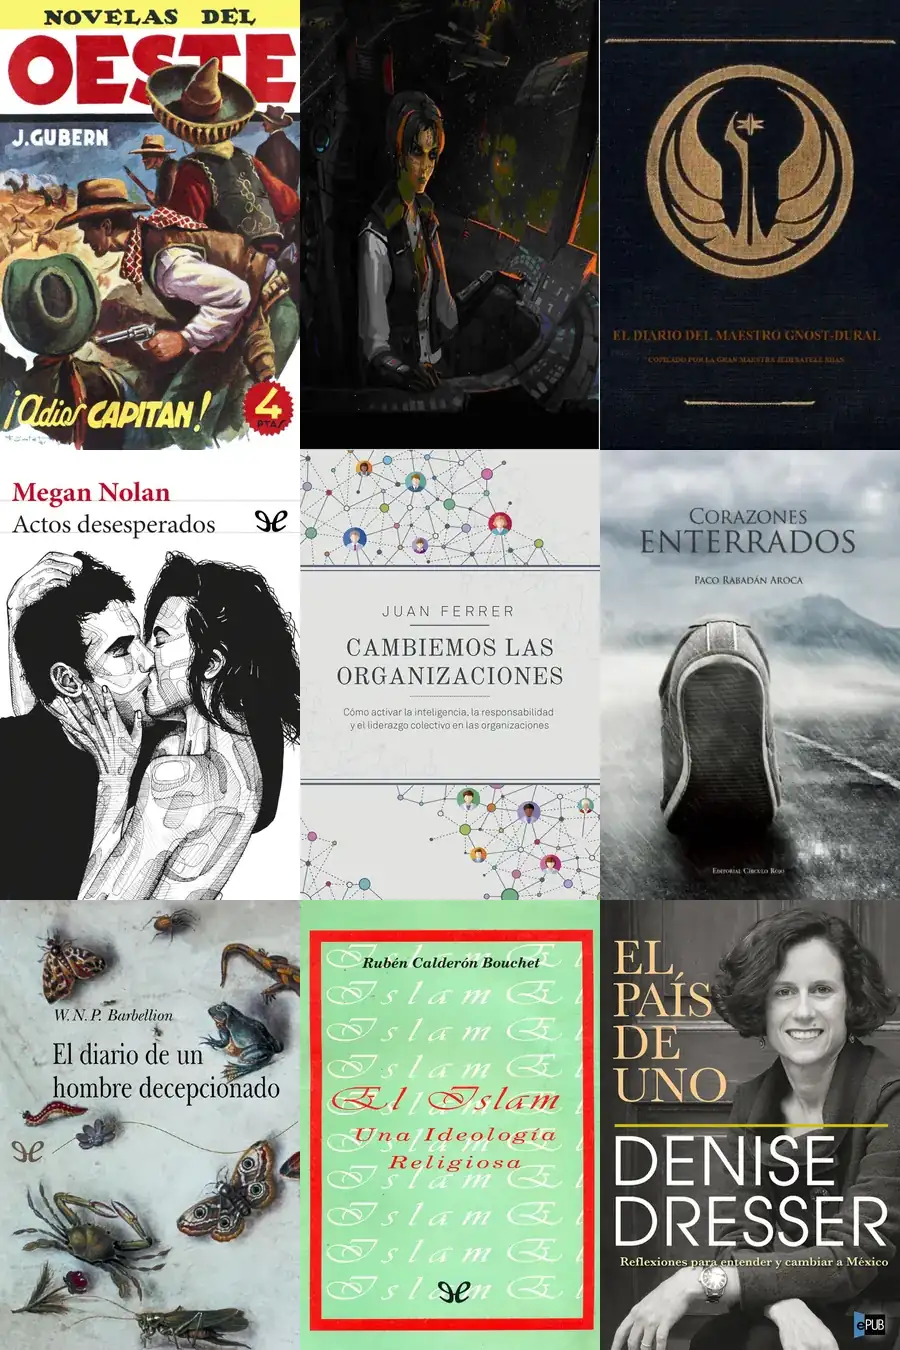 NOVELAS DEL
OESTE
J. GUBERN
¡Adios CAPITAN!
4
PTAS
EL DIARIO DEL MAESTRO GNOST-DURAL
COPILADO POR LA GRAN MAESTRA JEDI SATELE SHAN
Megan Nolan
Actos desesperados
JUAN FERRER
CAMBIEMOS LAS
ORGANIZACIONES
Cómo activar la inteligencia, la responsabilidad
y el liderazgo colectivo en las organizaciones
CORAZONES
ENTERRADOS
PACO RABADÁN AROCA
EDITORIAL CÍRCULO ROJO
W. N. P. Barbellion
El diario de un
hombre decepcionado
Rubén Calderón Bouchet
El Islam
Una Ideología
Religiosa
EL
PAÍS
DE
UNO
DENISE
DRESSER
Reflexiones para entender y cambiar a México
ePUB